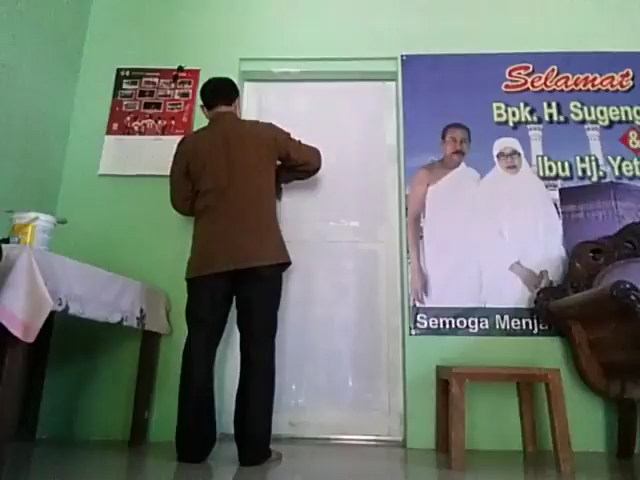 Selamat
Bpk. H. Sugeng
&
Ibu Hj. Yet
Semoga Menja